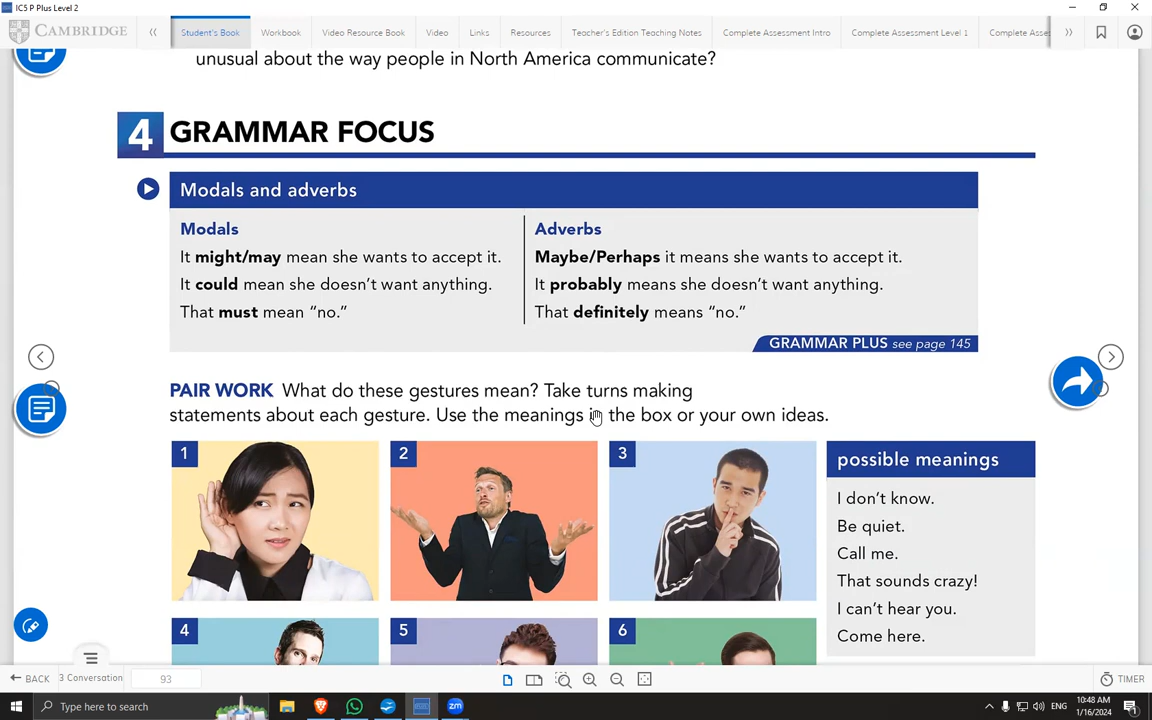 IC5 P Plus Level 2
CAMBRIDGE
Student's Book
Workbook
Video Resource Book
Video
Links
Resources
Teacher's Edition Teaching Notes
Complete Assessment Intro
Complete Assessment Level 1
Complete Asse
unusual about the way people in North America communicate?
4 GRAMMAR FOCUS
Modals and adverbs
Modals
It might/may mean she wants to accept it.
It could mean she doesn't want anything.
That must mean "no."
Adverbs
Maybe/Perhaps it means she wants to accept it.
It probably means she doesn't want anything.
That definitely means "no."
GRAMMAR PLUS see page 145
PAIR WORK What do these gestures mean? Take turns making
statements about each gesture. Use the meanings in the box or your own ideas.
1
2
3
possible meanings
I don't know.
Be quiet.
Call me.
That sounds crazy!
I can't hear you.
Come here.
4
5
6
BACK
3 Conversation
93
TIMER
Type here to search
zm
ENG
10:48 AM
1/16/2024